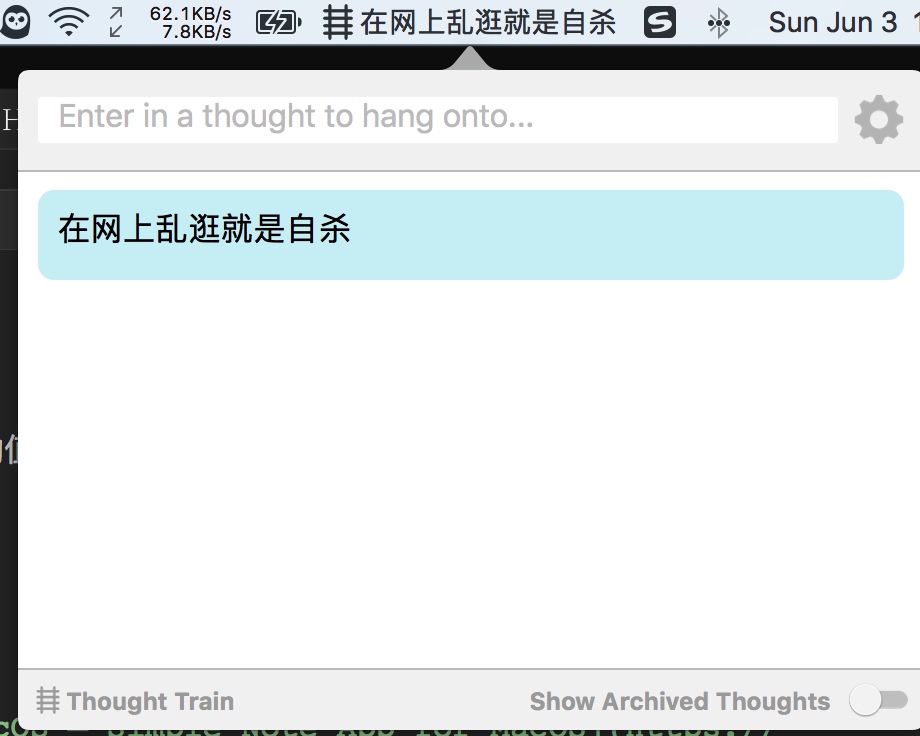 62.1KB/s
7.8KB/s
在网上乱逛就是自杀
Sun Jun 3
Enter in a thought to hang onto...
在网上乱逛就是自杀
Thought Train
Show Archived Thoughts